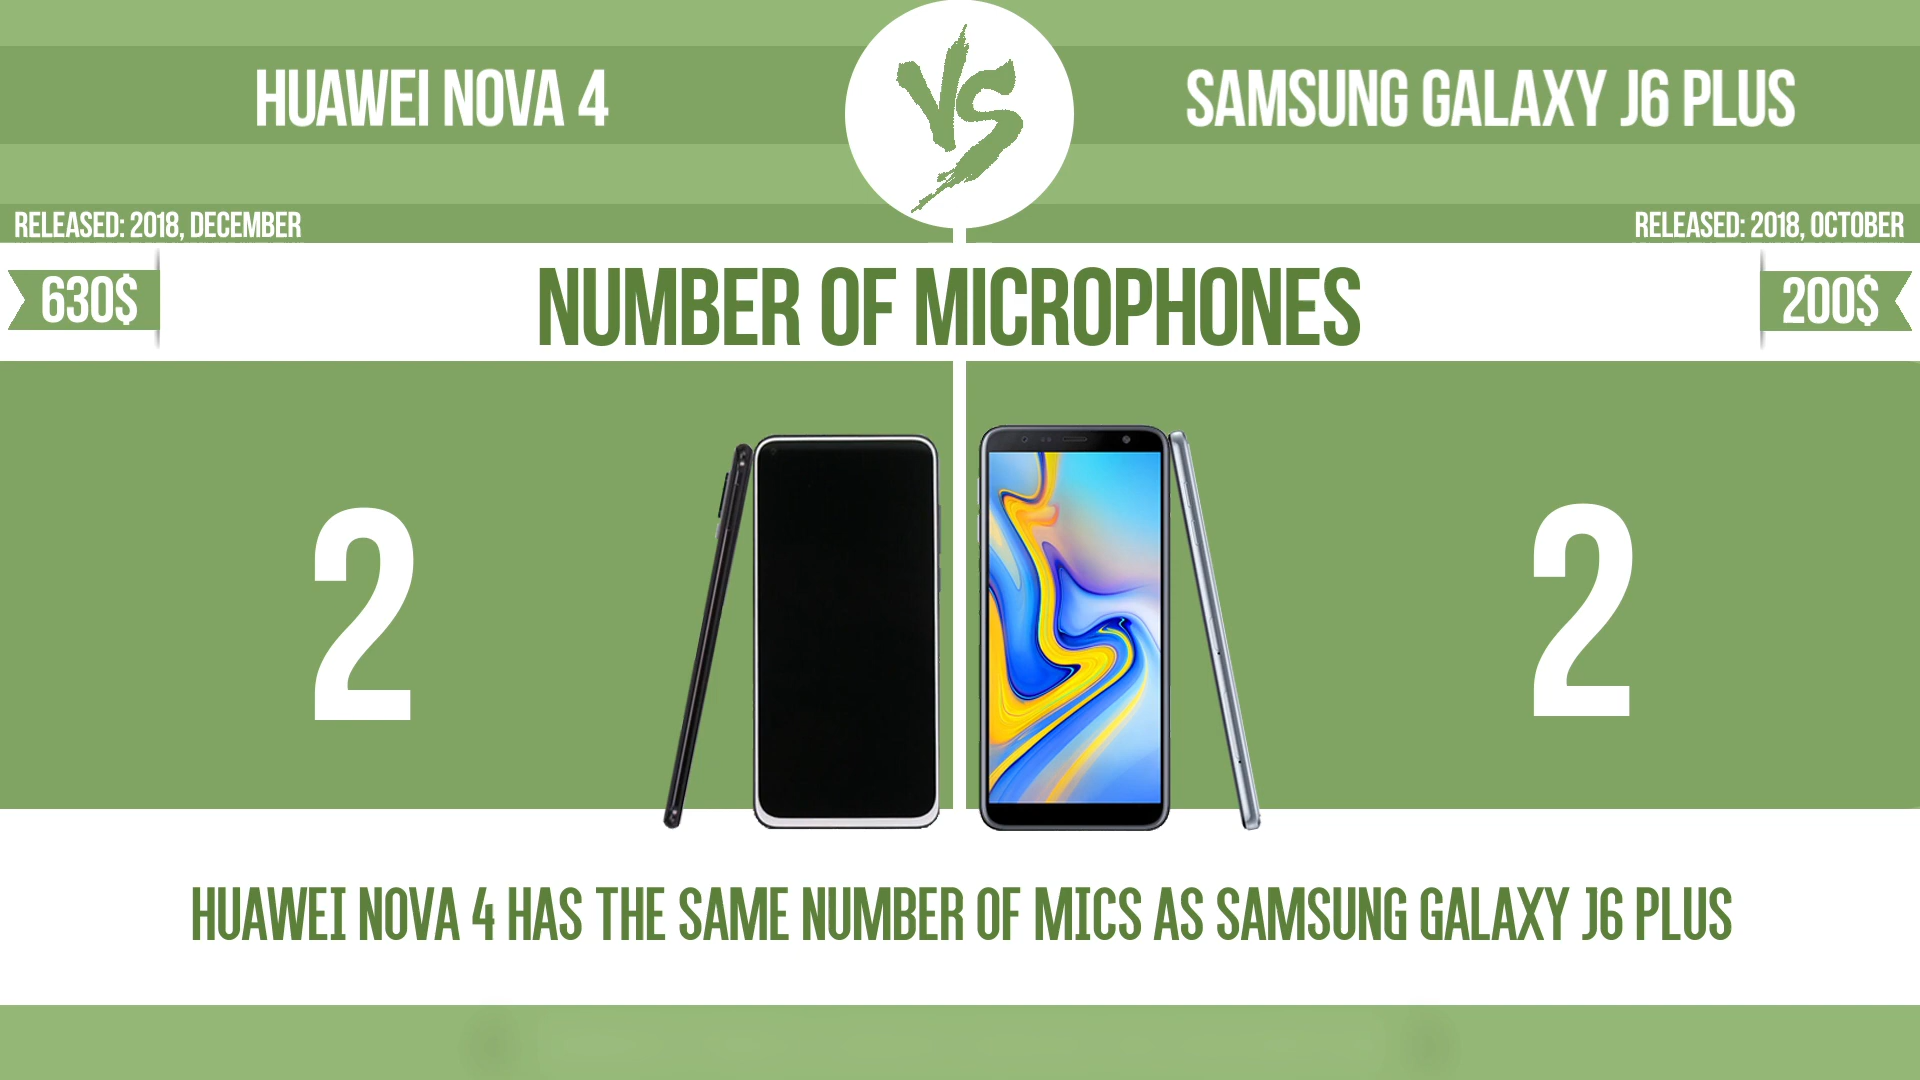 HUAWEI NOVA 4
VS
SAMSUNG GALAXY J6 PLUS
RELEASED: 2018, DECEMBER
RELEASED: 2018, OCTOBER
630$
NUMBER OF MICROPHONES
200$
2
2
HUAWEI NOVA 4 HAS THE SAME NUMBER OF MICS AS SAMSUNG GALAXY J6 PLUS